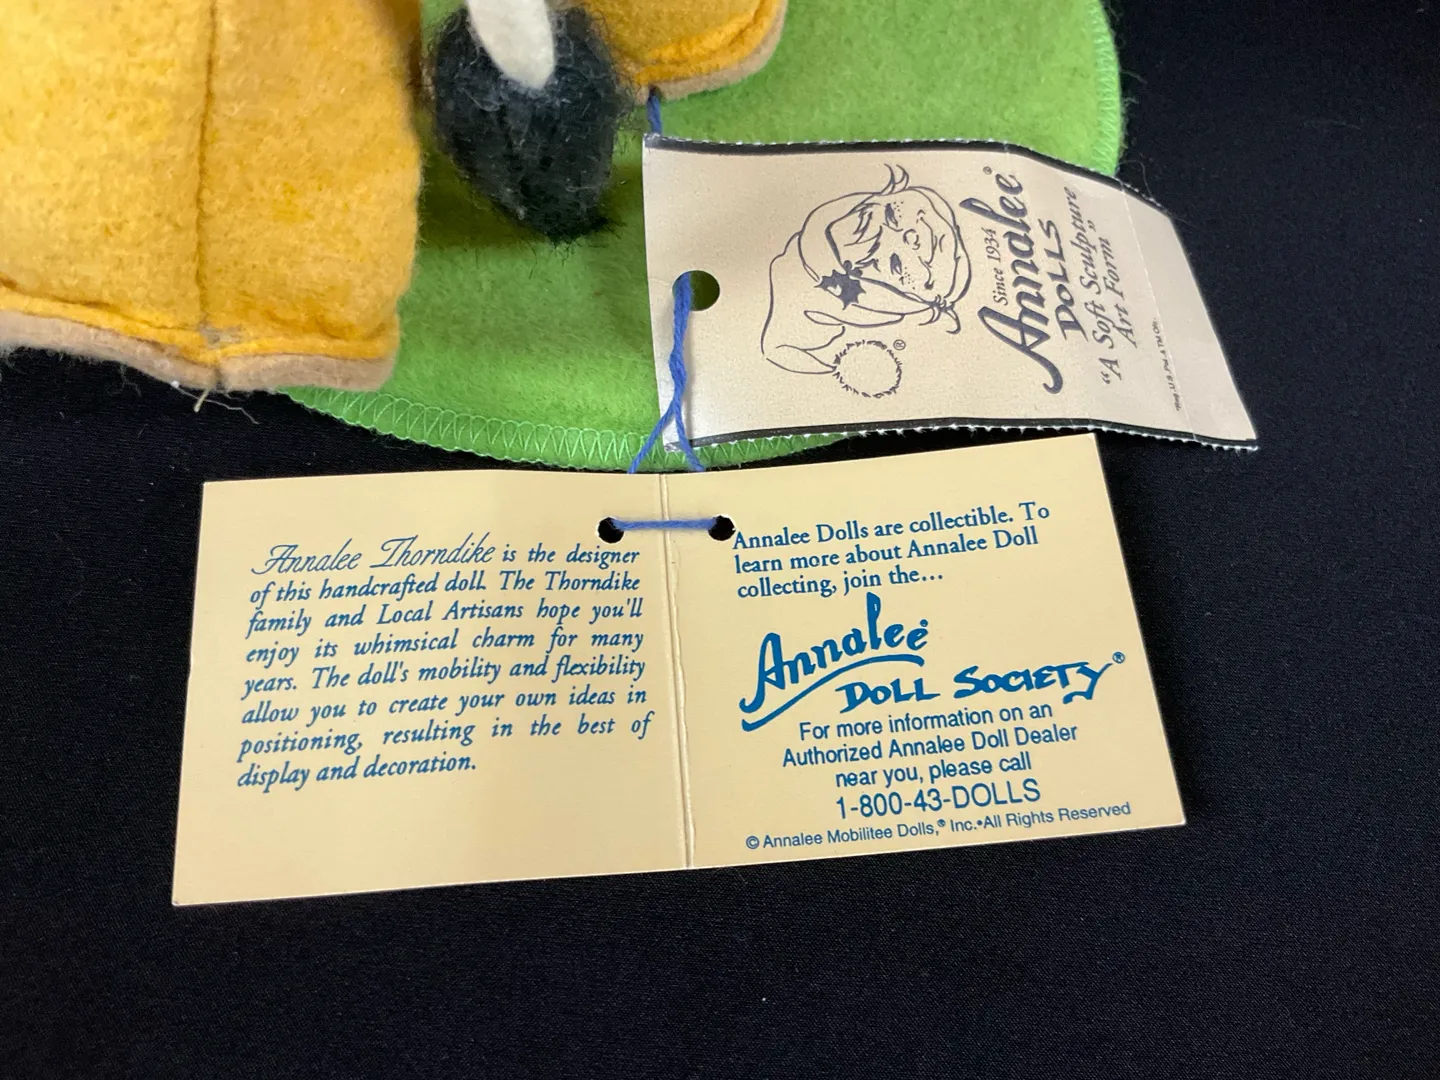 Since 1934
Annalee®
DOLLS
"A Soft Sculpture
Art Form"
®
Annalee Thorndike is the designer
of this handcrafted doll. The Thorndike
family and Local Artisans hope you'll
enjoy its whimsical charm for many
years. The doll's mobility and flexibility
allow you to create your own ideas in
positioning, resulting in the best of
display and decoration.
Annalee Dolls are collectible. To
learn more about Annalee Doll
collecting, join the...
Annalee
DOLL SOCIETY®
For more information on an
Authorized Annalee Doll Dealer
near you, please call
1-800-43-DOLLS
© Annalee Mobilitee Dolls,® Inc.•All Rights Reserved